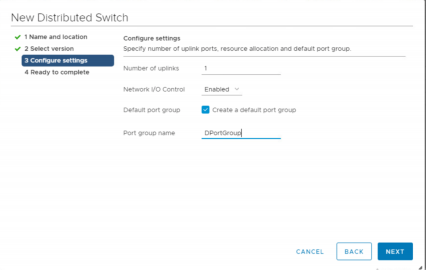 New Distributed Switch
1 Name and location
2 Select version
3 Configure settings
4 Ready to complete
Configure settings
Specify number of uplink ports, resource allocation and default port group.
Number of uplinks 1
Network I/O Control Enabled
Default port group Create a default port group
Port group name DPortGroup
CANCEL BACK NEXT